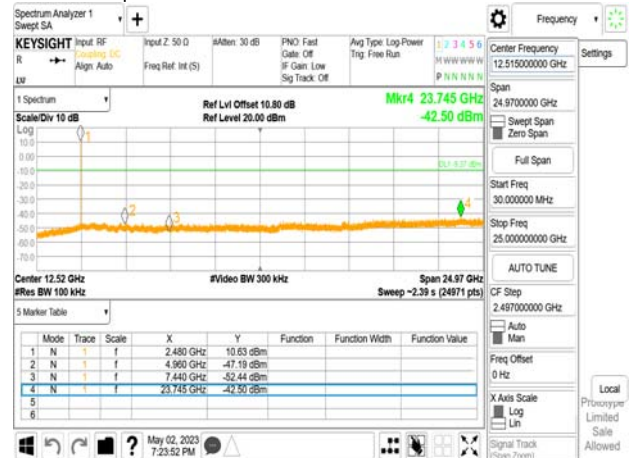 Spectrum Analyzer 1
Swept SA
Frequency
KEYSIGHT
R
LW
Input: RF
Coupling: DC
Align: Auto
Input Z: 50 Ω
Freq Ref: Int (S)
#Atten: 30 dB
PNO: Fast
Gate: Off
IF Gain: Low
Sig Track: Off
Avg Type: Log-Power
Trig: Free Run
1 2 3 4 5 6
M W W W W W
P N N N N N
1 Spectrum
Scale/Div 10 dB
Ref Lvl Offset 10.80 dB
Ref Level 20.00 dBm
Mkr4 23.745 GHz
-42.50 dBm
Log
10.0
0.00
-10.0
-20.0
-30.0
-40.0
-50.0
-60.0
-70.0
1
2
3
4
DL1 -9.37 dBm
Center 12.52 GHz
#Video BW 300 kHz
Span 24.97 GHz
#Res BW 100 kHz
Sweep ~2.39 s (24971 pts)
5 Marker Table
Mode Trace Scale X Y Function Function Width Function Value
1 N 1 f 2.480 GHz 10.63 dBm
2 N 1 f 4.960 GHz -47.19 dBm
3 N 1 f 7.440 GHz -52.44 dBm
4 N 1 f 23.745 GHz -42.50 dBm
5
6
May 02, 2023
7:23:52 PM
Center Frequency
12.515000000 GHz
Settings
Span
24.9700000 GHz
Swept Span
Zero Span
Full Span
Start Freq
30.000000 MHz
Stop Freq
25.000000000 GHz
AUTO TUNE
CF Step
2.497000000 GHz
Auto
Man
Freq Offset
0 Hz
X Axis Scale
Log
Lin
Signal Track
(Span Zoom)
Local
Prototype
Limited
Sale
Allowed